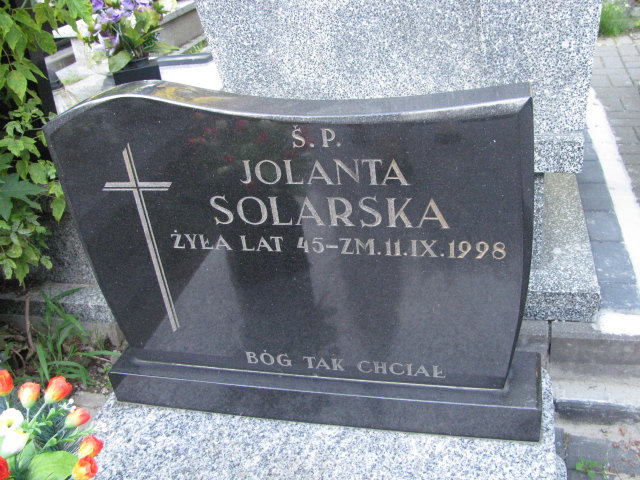 Ś.P.
JOLANTA
SOLARSKA
ŻYŁA LAT 45-ZM.11.IX.1998
BÓG TAK CHCIAŁ